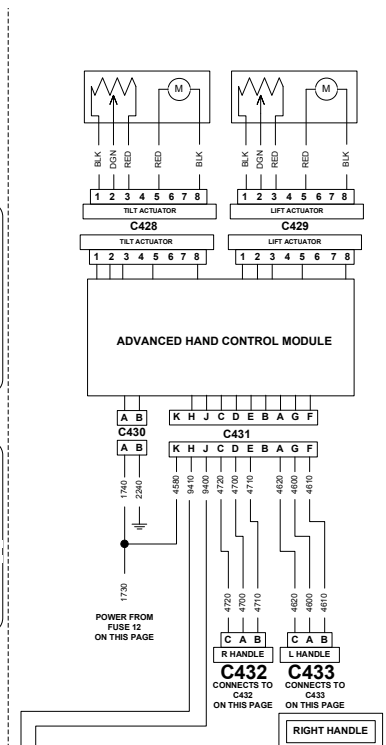 M M
BLK DGN RED RED BLK BLK DGN RED RED BLK
1 2 3 4 5 6 7 8 1 2 3 4 5 6 7 8
TILT ACTUATOR LIFT ACTUATOR
C428 C429
TILT ACTUATOR LIFT ACTUATOR
1 2 3 4 5 6 7 8 1 2 3 4 5 6 7 8
ADVANCED HAND CONTROL MODULE
A B K H J C D E B A G F
C430 C431
A B K H J C D E B A G F
1740 2240 4580 9410 9400 4720 4700 4710 4620 4600 4610
1730 4720 4700 4710 4620 4600 4610
POWER FROM
FUSE 12
ON THIS PAGE
C A B C A B
R HANDLE L HANDLE
C432 C433
CONNECTS TO CONNECTS TO
C432 C433
ON THIS PAGE ON THIS PAGE
RIGHT HANDLE